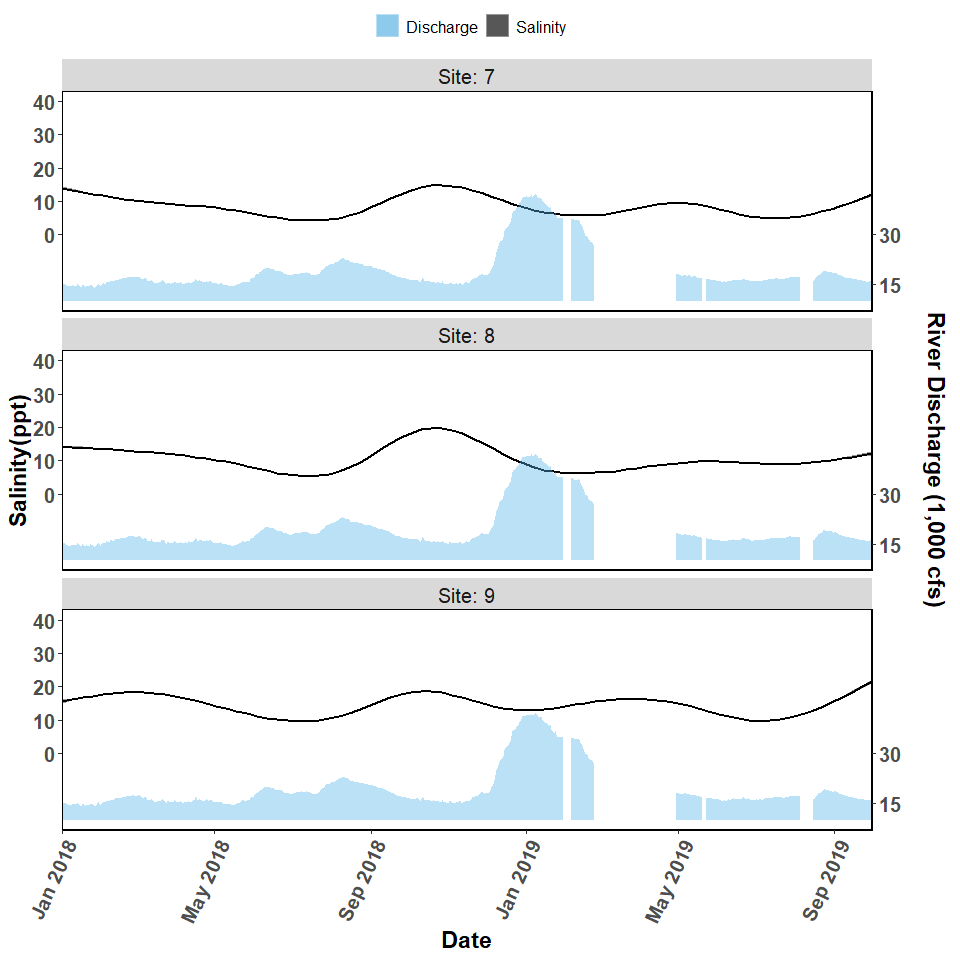 Discharge Salinity
Site: 7
40
30
20
10
0
30
15
Site: 8
40
30
20
10
0
30
15
Site: 9
40
30
20
10
0
30
15
Salinity(ppt)
River Discharge (1,000 cfs)
Jan 2018 May 2018 Sep 2018 Jan 2019 May 2019 Sep 2019
Date